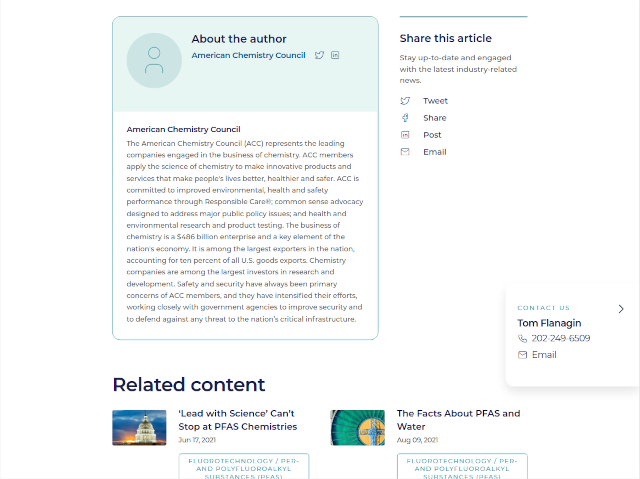 About the author
American Chemistry Council
American Chemistry Council
The American Chemistry Council (ACC) represents the leading
companies engaged in the business of chemistry. ACC members
apply the science of chemistry to make innovative products and
services that make people's lives better, healthier and safer. ACC is
committed to improved environmental, health and safety
performance through Responsible Care®; common sense advocacy
designed to address major public policy issues; and health and
environmental research and product testing. The business of
chemistry is a $486 billion enterprise and a key element of the
nation's economy. It is among the largest exporters in the nation,
accounting for ten percent of all U.S. goods exports. Chemistry
companies are among the largest investors in research and
development. Safety and security have always been primary
concerns of ACC members, and they have intensified their efforts,
working closely with government agencies to improve security and
to defend against any threat to the nation's critical infrastructure.
Share this article
Stay up-to-date and engaged
with the latest industry-related
news.
Tweet
Share
Post
Email
CONTACT US
Tom Flanagin
202-249-6509
Email
Related content
'Lead with Science' Can't
Stop at PFAS Chemistries
Jun 17, 2021
FLUOROTECHNOLOGY / PER-
AND POLYFLUOROALKYL
SUBSTANCES (PFAS)
The Facts About PFAS and
Water
Aug 09, 2021
FLUOROTECHNOLOGY / PER-
AND POLYFLUOROALKYL
SUBSTANCES (PFAS)